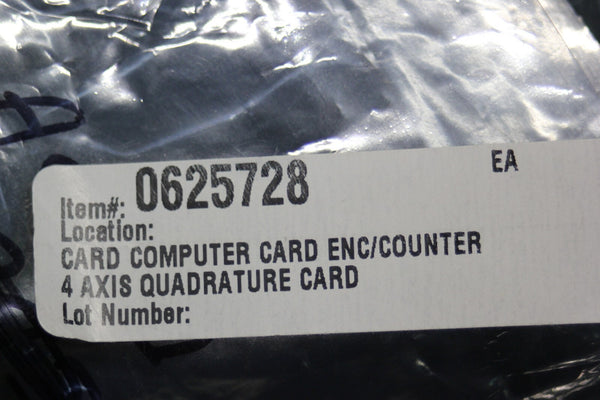 Item#: 0625728 EA
Location:
CARD COMPUTER CARD ENC/COUNTER
4 AXIS QUADRATURE CARD
Lot Number: